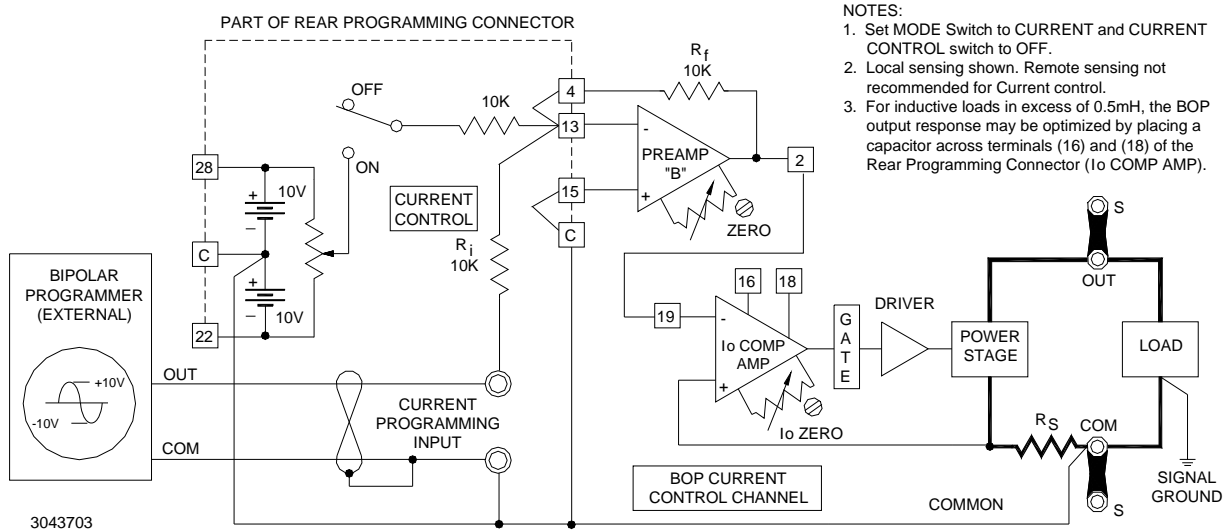 PART OF REAR PROGRAMMING CONNECTOR
NOTES:
1. Set MODE Switch to CURRENT and CURRENT
CONTROL switch to OFF.
2. Local sensing shown. Remote sensing not
recommended for Current control.
3. For inductive loads in excess of 0.5mH, the BOP
output response may be optimized by placing a
capacitor across terminals (16) and (18) of the
Rear Programming Connector (Io COMP AMP).
OFF
ON
10K
4
13
15
C
Rf
10K
-
+
PREAMP
"B"
ZERO
2
28
C
22
+
10V
–
+
10V
–
CURRENT
CONTROL
Ri
10K
BIPOLAR
PROGRAMMER
(EXTERNAL)
+10V
-10V
OUT
COM
CURRENT
PROGRAMMING
INPUT
19
16
18
-
+
Io COMP
AMP
Io ZERO
GATE
DRIVER
POWER
STAGE
S
OUT
LOAD
RS
COM
S
SIGNAL
GROUND
BOP CURRENT
CONTROL CHANNEL
COMMON
3043703